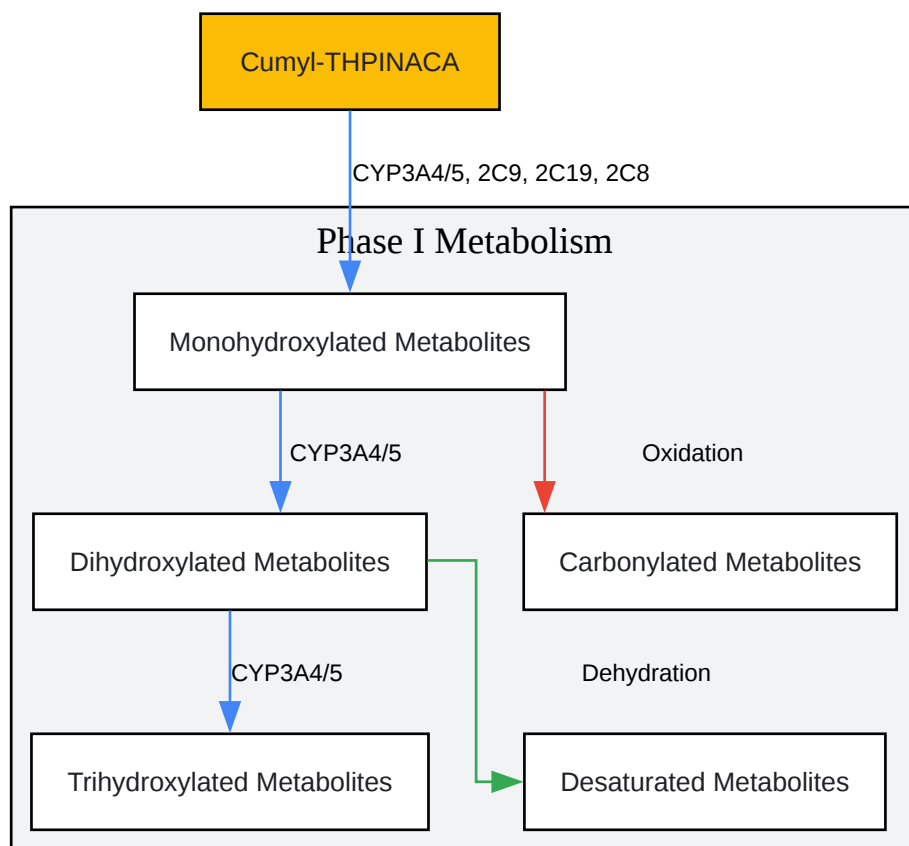 Cumyl-THPINACA
CYP3A4/5, 2C9, 2C19, 2C8
Phase I Metabolism
Monohydroxylated Metabolites
CYP3A4/5
Oxidation
Dihydroxylated Metabolites
Carbonylated Metabolites
CYP3A4/5
Dehydration
Trihydroxylated Metabolites
Desaturated Metabolites